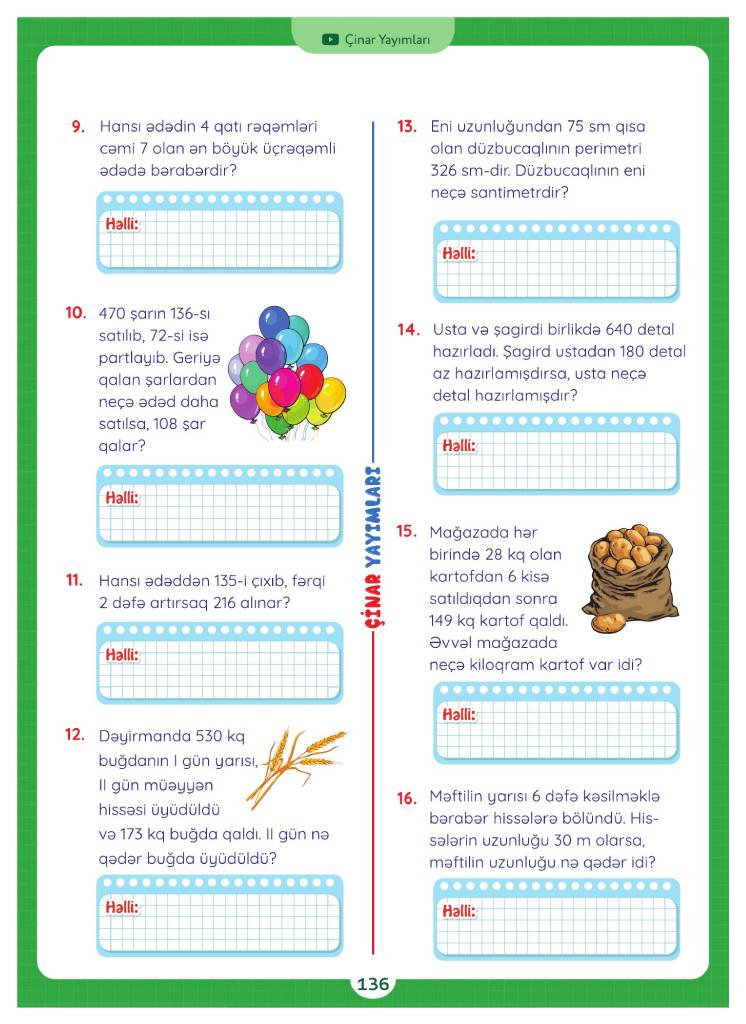 Çinar Yayımları
9. Hansı ədədin 4 qatı rəqəmləri
cəmi 7 olan ən böyük üçrəqəmli
ədədə bərabərdir?
Həlli:
10. 470 şarın 136-sı
satılıb, 72-si isə
partlayıb. Geriyə
qalan şarlardan
neçə ədəd daha
satılsa, 108 şar
qalar?
Həlli:
11. Hansı ədəddən 135-i çıxıb, fərqi
2 dəfə artırsaq 216 alınar?
Həlli:
12. Dəyirmanda 530 kq
buğdanın I gün yarısı,
II gün müəyyən
hissəsi üyüdüldü
və 173 kq buğda qaldı. II gün nə
qədər buğda üyüdüldü?
Həlli:
ÇİNAR YAYIMLARI
13. Eni uzunluğundan 75 sm qısa
olan düzbucaqlının perimetri
326 sm-dir. Düzbucaqlının eni
neçə santimetrdir?
Həlli:
14. Usta və şagirdi birlikdə 640 detal
hazırladı. Şagird ustadan 180 detal
az hazırlamışdırsa, usta neçə
detal hazırlamışdır?
Həlli:
15. Mağazada hər
birində 28 kq olan
kartofdan 6 kisə
satıldıqdan sonra
149 kq kartof qaldı.
Əvvəl mağazada
neçə kiloqram kartof var idi?
Həlli:
16. Məftilin yarısı 6 dəfə kəsilməklə
bərabər hissələrə bölündü. His-
sələrin uzunluğu 30 m olarsa,
məftilin uzunluğu nə qədər idi?
Həlli:
136